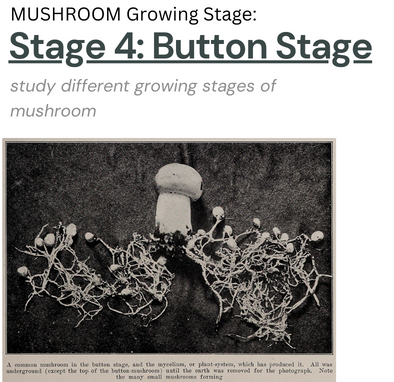 MUSHROOM Growing Stage:
Stage 4: Button Stage
study different growing stages of
mushroom
A common mushroom in the button stage, and the mycelium, or plant-system, which has produced it. All was
underground (except the top of the button-mushroom) until the earth was removed for the photograph. Note
the many small mushrooms forming